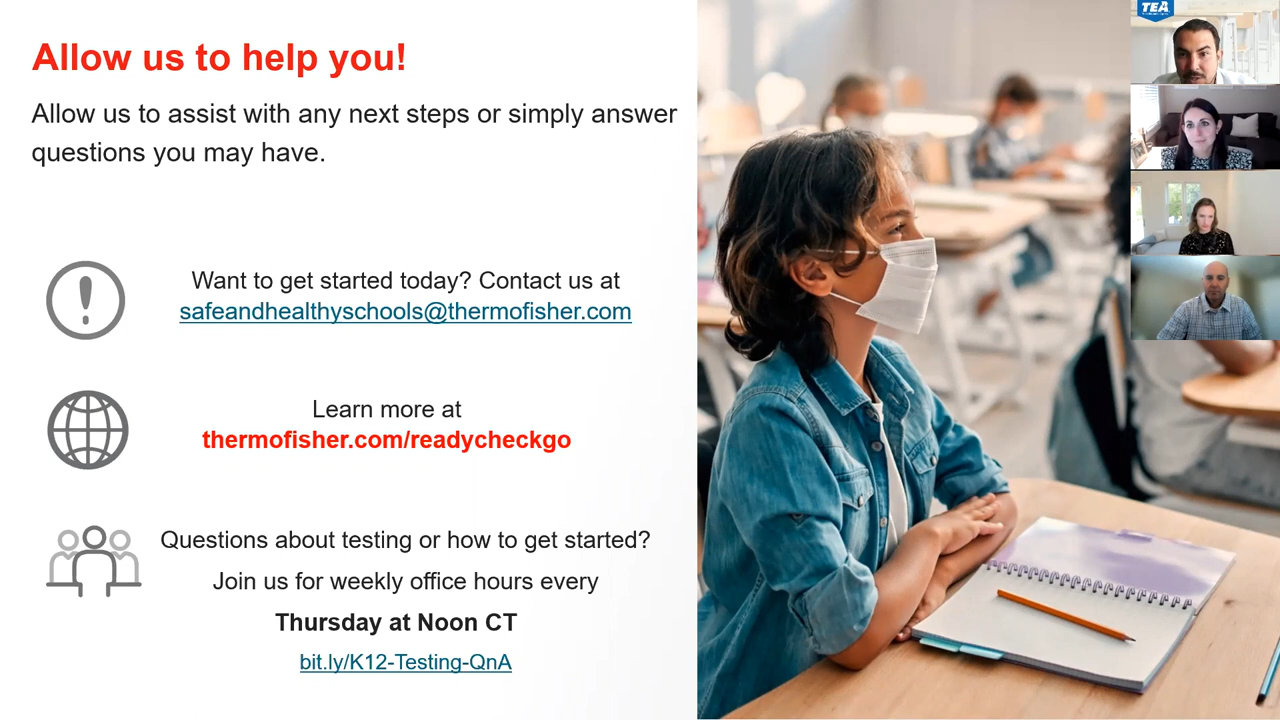 Allow us to help you!
Allow us to assist with any next steps or simply answer
questions you may have.
Want to get started today? Contact us at
safeandhealthyschools@thermofisher.com
Learn more at
thermofisher.com/readycheckgo
Questions about testing or how to get started?
Join us for weekly office hours every
Thursday at Noon CT
bit.ly/K12-Testing-QnA
TEA